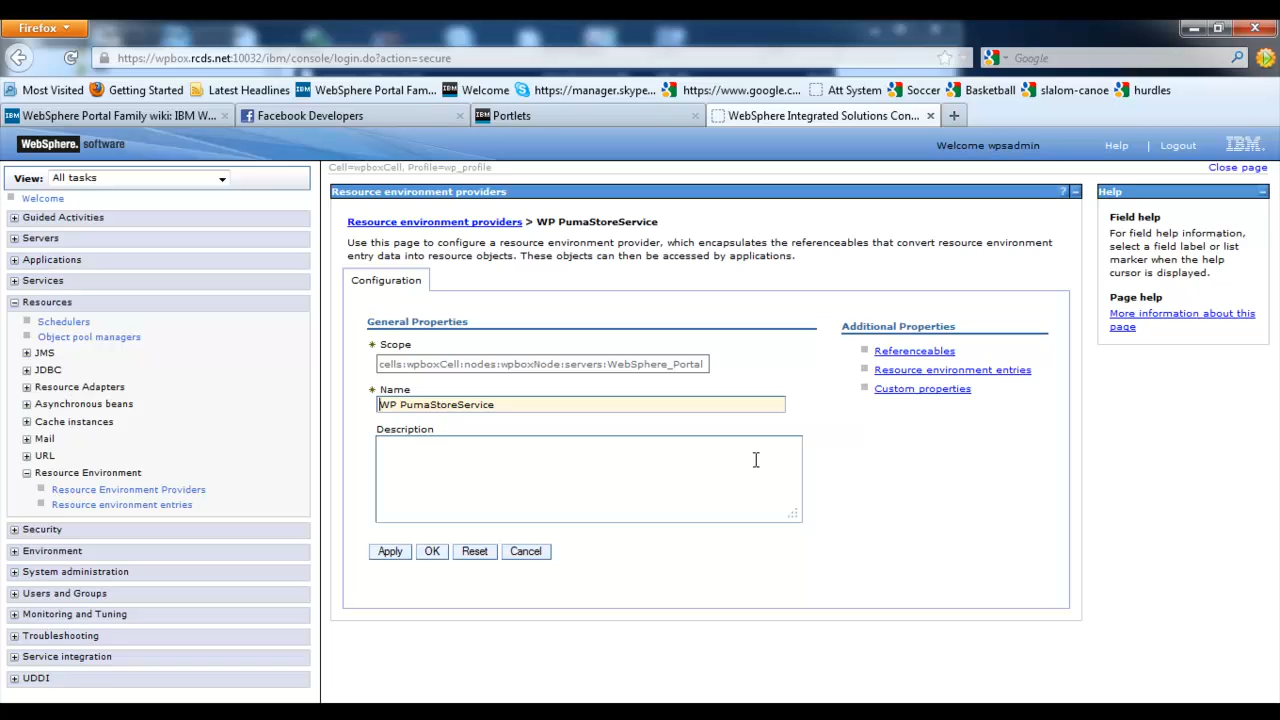 Firefox
https://wpbox.rcds.net:10032/ibm/console/login.do?action=secure
Google
Most Visited Getting Started Latest Headlines WebSphere Portal Fam... Welcome https://manager.skype... https://www.google.c... Att System Soccer Basketball slalom-canoe hurdles
WebSphere Portal Family wiki: IBM W... Facebook Developers Portlets WebSphere Integrated Solutions Con...
WebSphere. software Welcome wpsadmin Help | Logout IBM.
Cell=wpboxCell, Profile=wp_profile Close page
View: All tasks
Welcome
Guided Activities
Servers
Applications
Services
Resources
Schedulers
Object pool managers
JMS
JDBC
Resource Adapters
Asynchronous beans
Cache instances
Mail
URL
Resource Environment
Resource Environment Providers
Resource environment entries
Security
Environment
System administration
Users and Groups
Monitoring and Tuning
Troubleshooting
Service integration
UDDI
Resource environment providers ? -
Resource environment providers > WP PumaStoreService
Use this page to configure a resource environment provider, which encapsulates the referenceables that convert resource environment
entry data into resource objects. These objects can then be accessed by applications.
Configuration
General Properties
* Scope
cells:wpboxCell:nodes:wpboxNode:servers:WebSphere_Portal
* Name
WP PumaStoreService
Description
Apply OK Reset Cancel
Additional Properties
Referenceables
Resource environment entries
Custom properties
Help -
Field help
For field help information,
select a field label or list
marker when the help
cursor is displayed.
Page help
More information about this
page